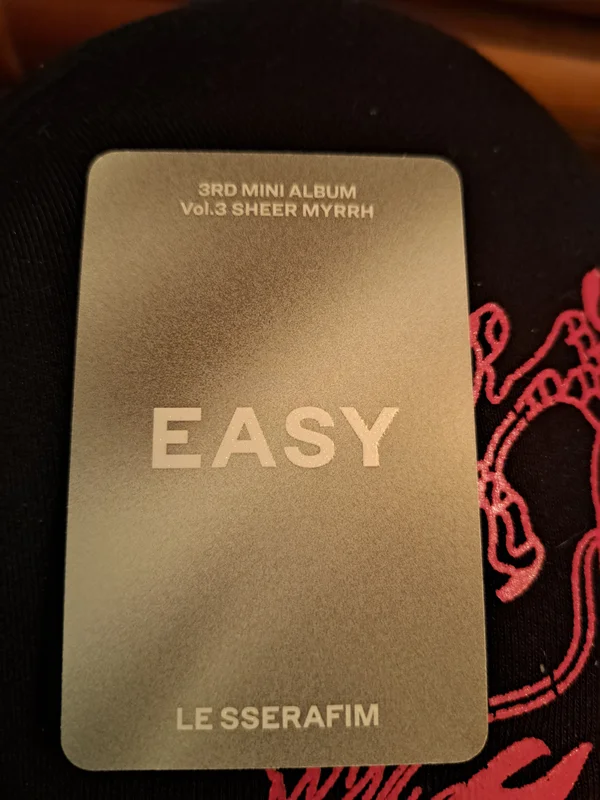 3RD MINI ALBUM
Vol.3 SHEER MYRRH
EASY
LE SSERAFIM